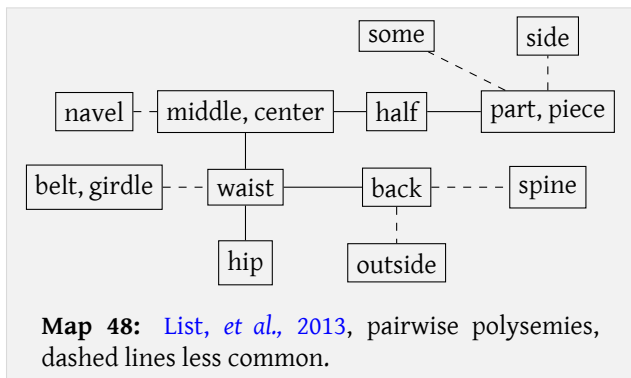 some
side
navel
middle, center
half
part, piece
belt, girdle
waist
back
spine
hip
outside
Map 48: List, et al., 2013, pairwise polysemies,
dashed lines less common.